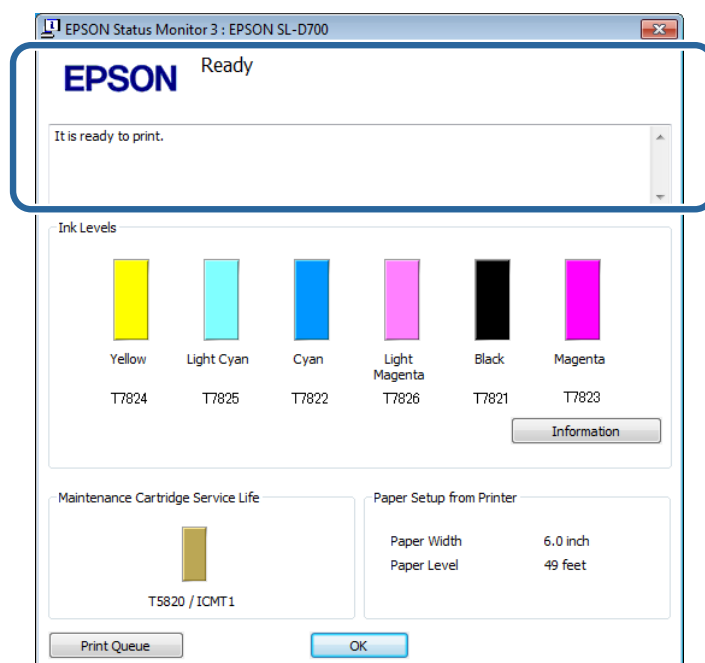 EPSON Status Monitor 3 : EPSON SL-D700
EPSON
Ready
It is ready to print.
Ink Levels
Yellow Light Cyan Cyan Light Magenta Black Magenta
T7824 T7825 T7822 T7826 T7821 T7823
Information
Maintenance Cartridge Service Life
T5820 / ICMT1
Paper Setup from Printer
Paper Width 6.0 inch
Paper Level 49 feet
Print Queue OK